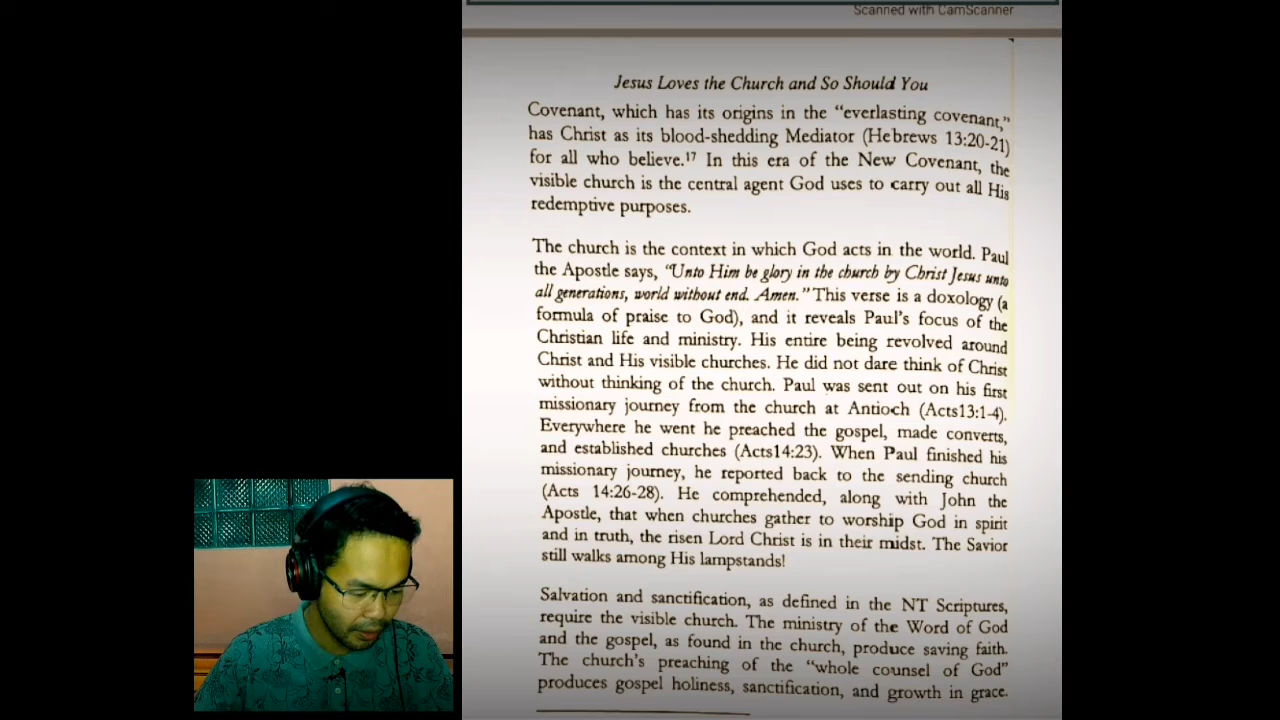 Scanned with CamScanner
Jesus Loves the Church and So Should You
Covenant, which has its origins in the “everlasting covenant,”
has Christ as its blood-shedding Mediator (Hebrews 13:20-21)
for all who believe.¹⁷ In this era of the New Covenant, the
visible church is the central agent God uses to carry out all His
redemptive purposes.
The church is the context in which God acts in the world. Paul
the Apostle says, “Unto Him be glory in the church by Christ Jesus unto
all generations, world without end. Amen.” This verse is a doxology (a
formula of praise to God), and it reveals Paul’s focus of the
Christian life and ministry. His entire being revolved around
Christ and His visible churches. He did not dare think of Christ
without thinking of the church. Paul was sent out on his first
missionary journey from the church at Antioch (Acts13:1-4).
Everywhere he went he preached the gospel, made converts,
and established churches (Acts14:23). When Paul finished his
missionary journey, he reported back to the sending church
(Acts 14:26-28). He comprehended, along with John the
Apostle, that when churches gather to worship God in spirit
and in truth, the risen Lord Christ is in their midst. The Savior
still walks among His lampstands!
Salvation and sanctification, as defined in the NT Scriptures,
require the visible church. The ministry of the Word of God
and the gospel, as found in the church, produce saving faith.
The church’s preaching of the “whole counsel of God”
produces gospel holiness, sanctification, and growth in grace.